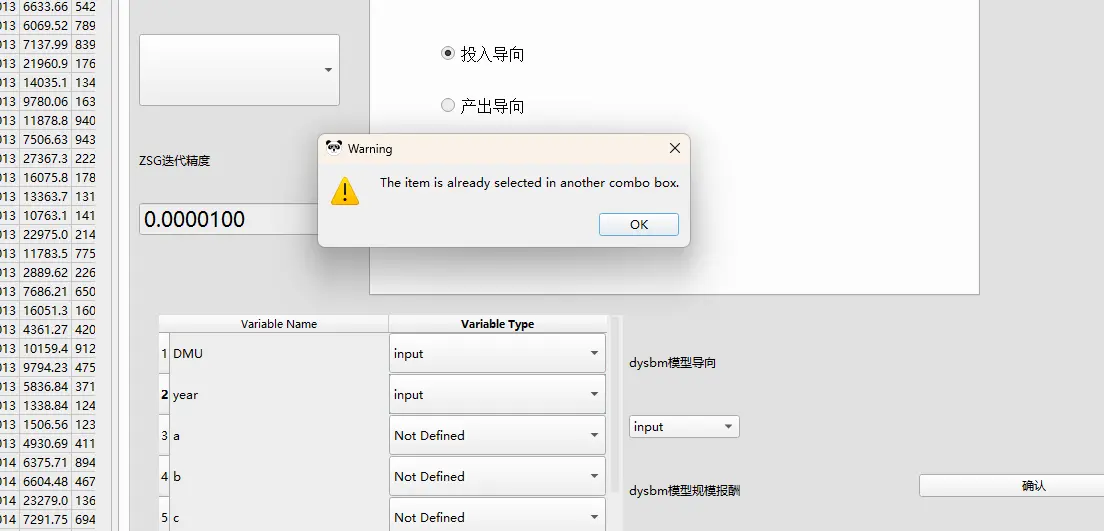 013 6633.66 542
013 6069.52 789
013 7137.99 839
013 21960.9 176
013 14035.1 134
013 9780.06 163
013 11878.8 940
013 7506.63 943
013 27367.3 222
013 16075.8 178
013 13363.7 131
013 10763.1 141
013 22975.0 214
013 11783.5 775
013 2889.62 226
013 7686.21 650
013 16051.3 160
013 4361.27 420
013 10159.4 912
013 9794.23 475
013 5836.84 371
013 1338.84 124
013 1506.56 123
013 4930.69 411
014 6375.71 894
014 6604.48 467
014 23279.0 136
014 7291.75 694
投入导向
产出导向
ZSG迭代精度
0.0000100
Warning
The item is already selected in another combo box.
OK
Variable Name Variable Type
1 DMU input
2 year input
3 a Not Defined
4 b Not Defined
5 c Not Defined
dysbm模型导向
input
dysbm模型规模报酬
确认